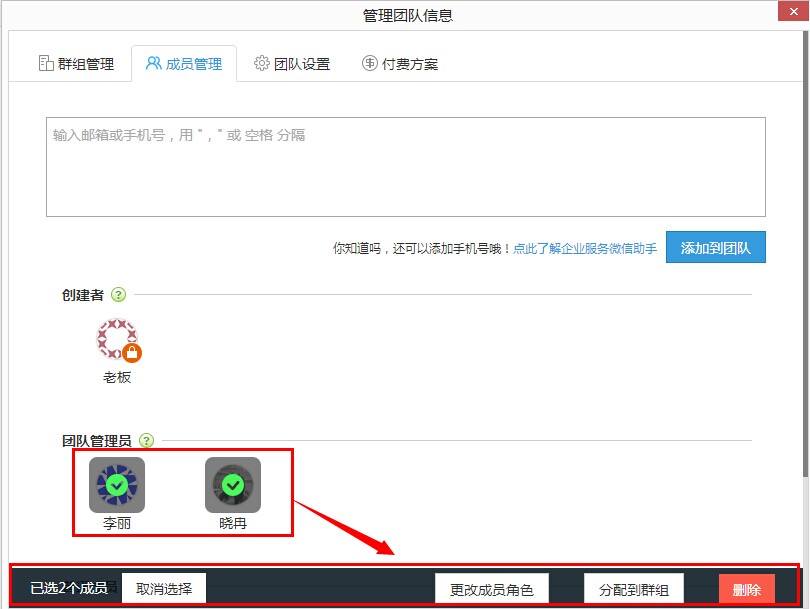 管理团队信息
群组管理 成员管理 团队设置 付费方案
输入邮箱或手机号，用 "，" 或 空格 分隔
你知道吗，还可以添加手机号哦！点此了解企业服务微信助手 添加到团队
创建者 ?
老板
团队管理员 ?
李丽 晓冉
已选2个成员 取消选择 更改成员角色 分配到群组 删除